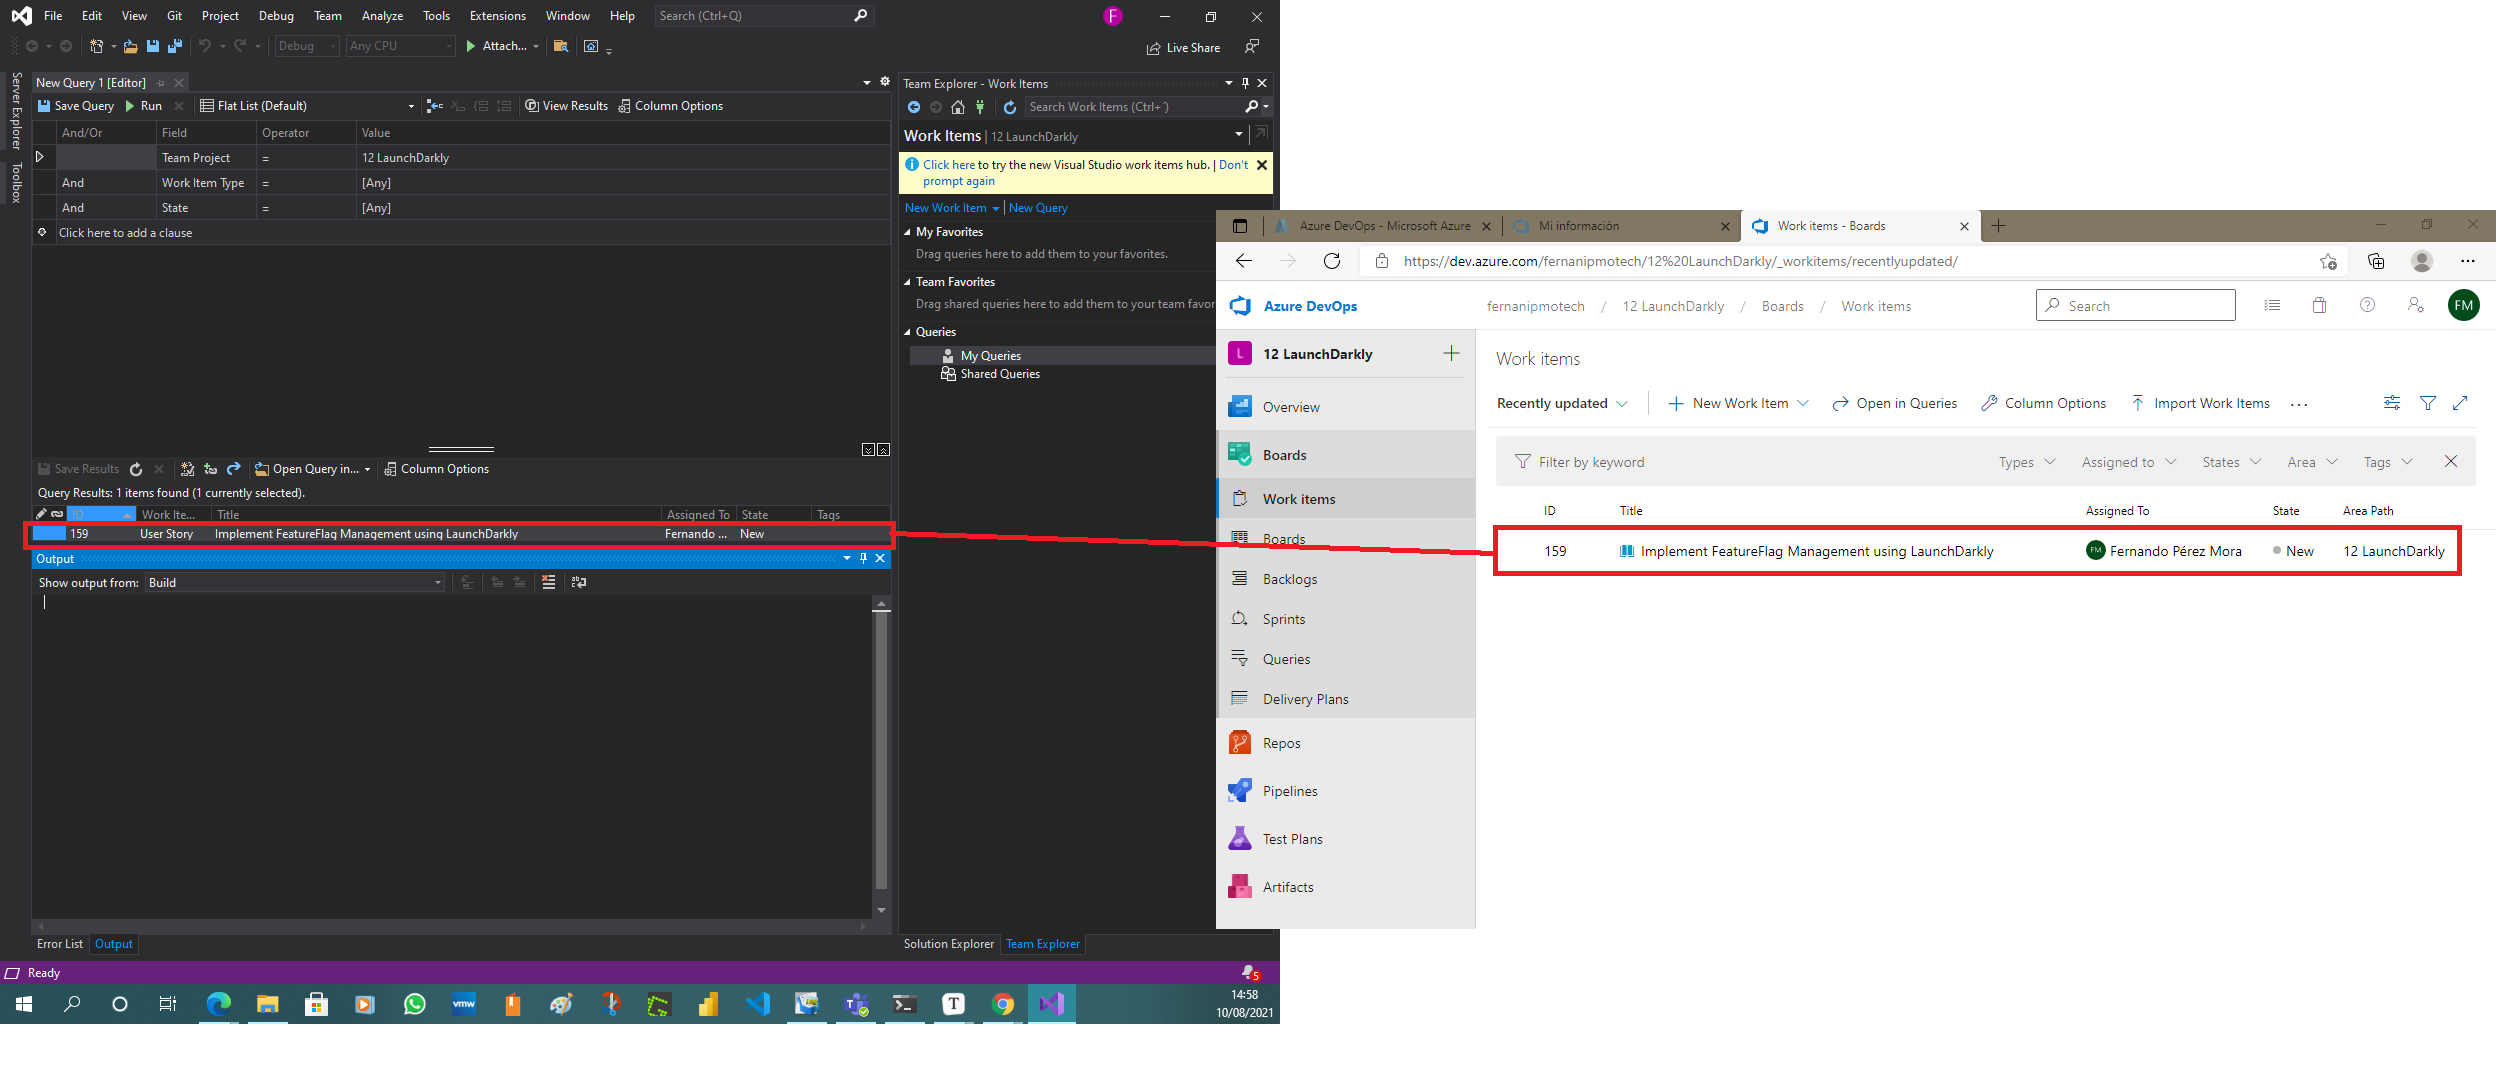 File Edit View Git Project Debug Team Analyze Tools Extensions Window Help Search (Ctrl+Q) F
Debug Any CPU Attach... Live Share
Server Explorer
Toolbox
New Query 1 [Editor]
Save Query Run Flat List (Default) View Results Column Options
And/Or Field Operator Value
Team Project = 12 LaunchDarkly
And Work Item Type = [Any]
And State = [Any]
Click here to add a clause
Save Results Open Query in... Column Options
Query Results: 1 items found (1 currently selected).
ID Work Ite... Title Assigned To State Tags
159 User Story Implement FeatureFlag Management using LaunchDarkly Fernando ... New
Output
Show output from: Build
Error List Output
Team Explorer - Work Items
Search Work Items (Ctrl+´)
Work Items | 12 LaunchDarkly
Click here to try the new Visual Studio work items hub. | Don't
prompt again
New Work Item New Query
My Favorites
Drag queries here to add them to your favorites.
Team Favorites
Drag shared queries here to add them to your team favor
Queries
My Queries
Shared Queries
Solution Explorer Team Explorer
Ready 5
vmw T
14:58
10/08/2021
Azure DevOps - Microsoft Azure Mi información Work items - Boards
https://dev.azure.com/fernanipmotech/12%20LaunchDarkly/_workitems/recentlyupdated/
Azure DevOps fernanipmotech / 12 LaunchDarkly / Boards / Work items Search FM
L 12 LaunchDarkly
Overview
Boards
Work items
Boards
Backlogs
Sprints
Queries
Delivery Plans
Repos
Pipelines
Test Plans
Artifacts
Work items
Recently updated New Work Item Open in Queries Column Options Import Work Items ...
Filter by keyword Types Assigned to States Area Tags
ID Title Assigned To State Area Path
159 Implement FeatureFlag Management using LaunchDarkly FM Fernando Pérez Mora New 12 LaunchDarkly